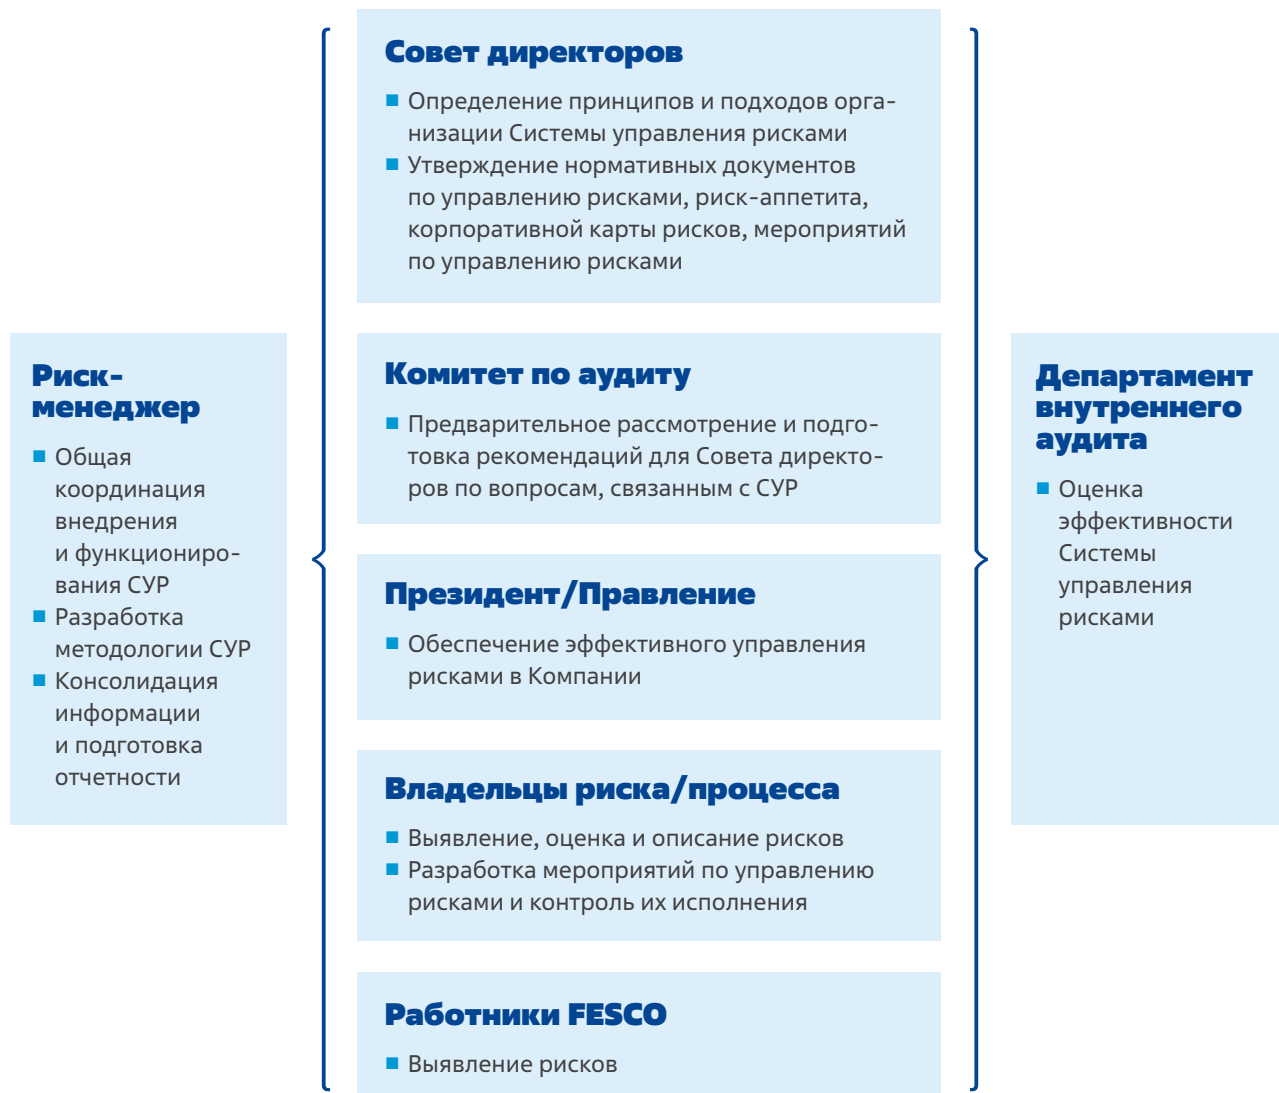 Совет директоров
Определение принципов и подходов орга-
низации Системы управления рисками
Утверждение нормативных документов
по управлению рисками, риск-аппетита,
корпоративной карты рисков, мероприятий
по управлению рисками
Риск-
менеджер
Общая
координация
внедрения
и функциониро-
вания СУР
Разработка
методологии СУР
Консолидация
информации
и подготовка
отчетности
Комитет по аудиту
Предварительное рассмотрение и подго-
товка рекомендаций для Совета директо-
ров по вопросам, связанным с СУР
Президент/Правление
Обеспечение эффективного управления
рисками в Компании
Владельцы риска/процесса
Выявление, оценка и описание рисков
Разработка мероприятий по управлению
рисками и контроль их исполнения
Работники FESCO
Выявление рисков
Департамент
внутреннего
аудита
Оценка
эффективности
Системы
управления
рисками